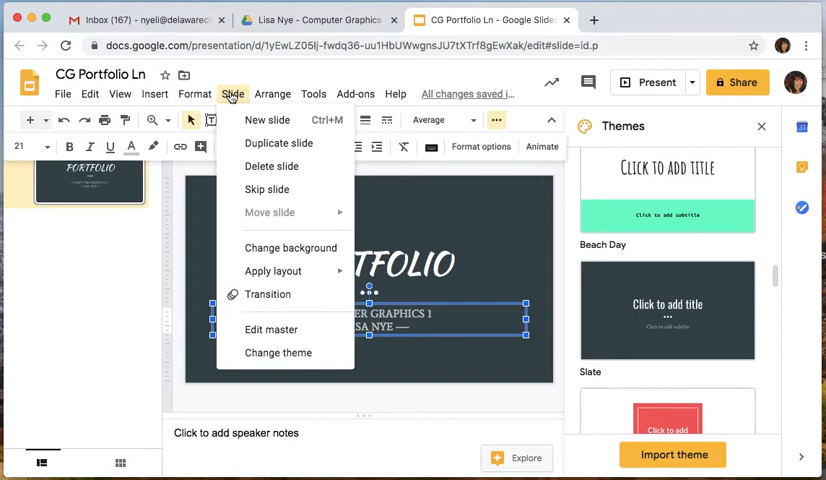 Inbox (167) - nyeli@delawarecl
Lisa Nye - Computer Graphics
CG Portfolio Ln - Google Slides
docs.google.com/presentation/d/1yEwLZ05Ij-fwdq36-uu1HbUWwgnsJU7tXTrf8gEwXak/edit#slide=id.p
CG Portfolio Ln
File Edit View Insert Format Slide Arrange Tools Add-ons Help All changes saved i...
Present
Share
Average
21
B I U A
Format options
Animate
New slide Ctrl+M
Duplicate slide
Delete slide
Skip slide
Move slide
Change background
Apply layout
Transition
Edit master
Change theme
PORTFOLIO
TFOLIO
ER GRAPHICS 1
SA NYE ----
Click to add speaker notes
Explore
Themes
Click to add title
Click to add subtitle
Beach Day
Click to add title
Click to add subtitle
Slate
Click to add
Import theme
31